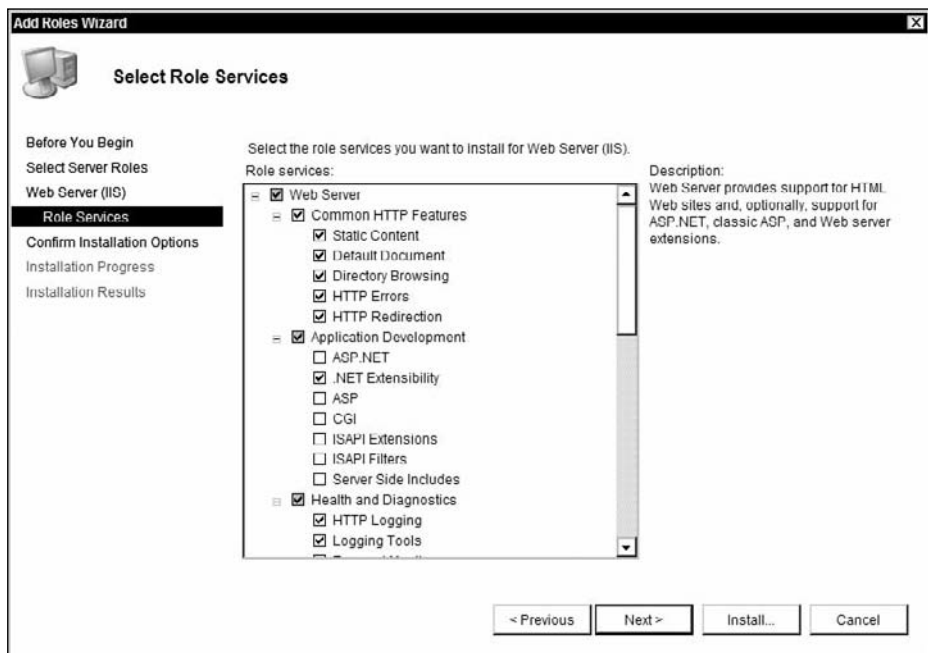 Add Roles Wizard
Select Role Services
Before You Begin
Select Server Roles
Web Server (IIS)
Role Services
Confirm Installation Options
Installation Progress
Installation Results
Select the role services you want to install for Web Server (IIS).
Role services:
Web Server
Common HTTP Features
Static Content
Default Document
Directory Browsing
HTTP Errors
HTTP Redirection
Application Development
ASP.NET
.NET Extensibility
ASP
CGI
ISAPI Extensions
ISAPI Filters
Server Side Includes
Health and Diagnostics
HTTP Logging
Logging Tools
Description:
Web Server provides support for HTML
Web sites and, optionally, support for
ASP.NET, classic ASP, and Web server
extensions.
< Previous
Next >
Install...
Cancel